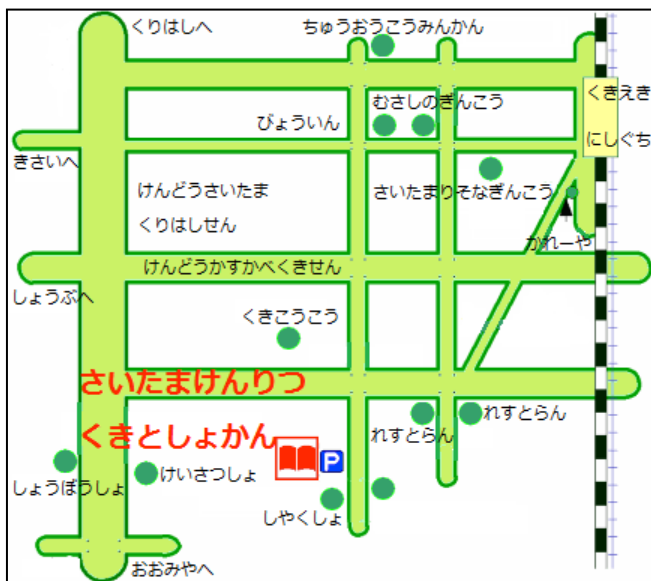 くりはしへ
ちゅうおうこうみんかん
くきえき
にしぐち
むさしのぎんこう
びょういん
きさいへ
けんどうさいたま
くりはしせん
さいたまりそなぎんこう
かれーや
けんどうかすかべくきせん
しょうぶへ
くきこうこう
さいたまけんりつ
くきとしょかん
れすとらん
れすとらん
P
しょうぼうしょ
けいさつしょ
しやくしょ
おおみやへ